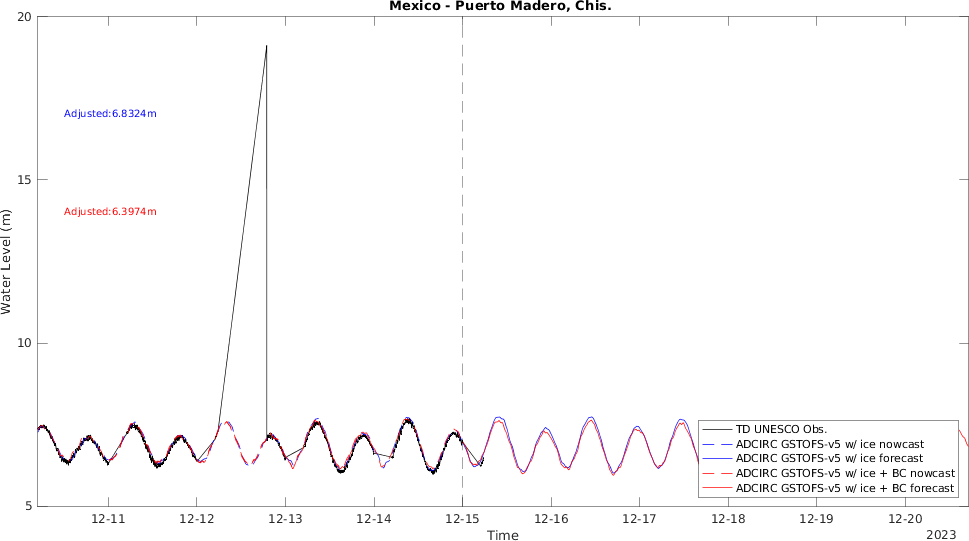 Mexico - Puerto Madero, Chis.
20
Adjusted:6.8324m
15
Adjusted:6.3974m
Water Level (m)
10
TD UNESCO Obs.
ADCIRC GSTOFS-v5 w/ ice nowcast
ADCIRC GSTOFS-v5 w/ ice forecast
ADCIRC GSTOFS-v5 w/ ice + BC nowcast
ADCIRC GSTOFS-v5 w/ ice + BC forecast
5
12-11 12-12 12-13 12-14 12-15 12-16 12-17 12-18 12-19 12-20
Time
2023